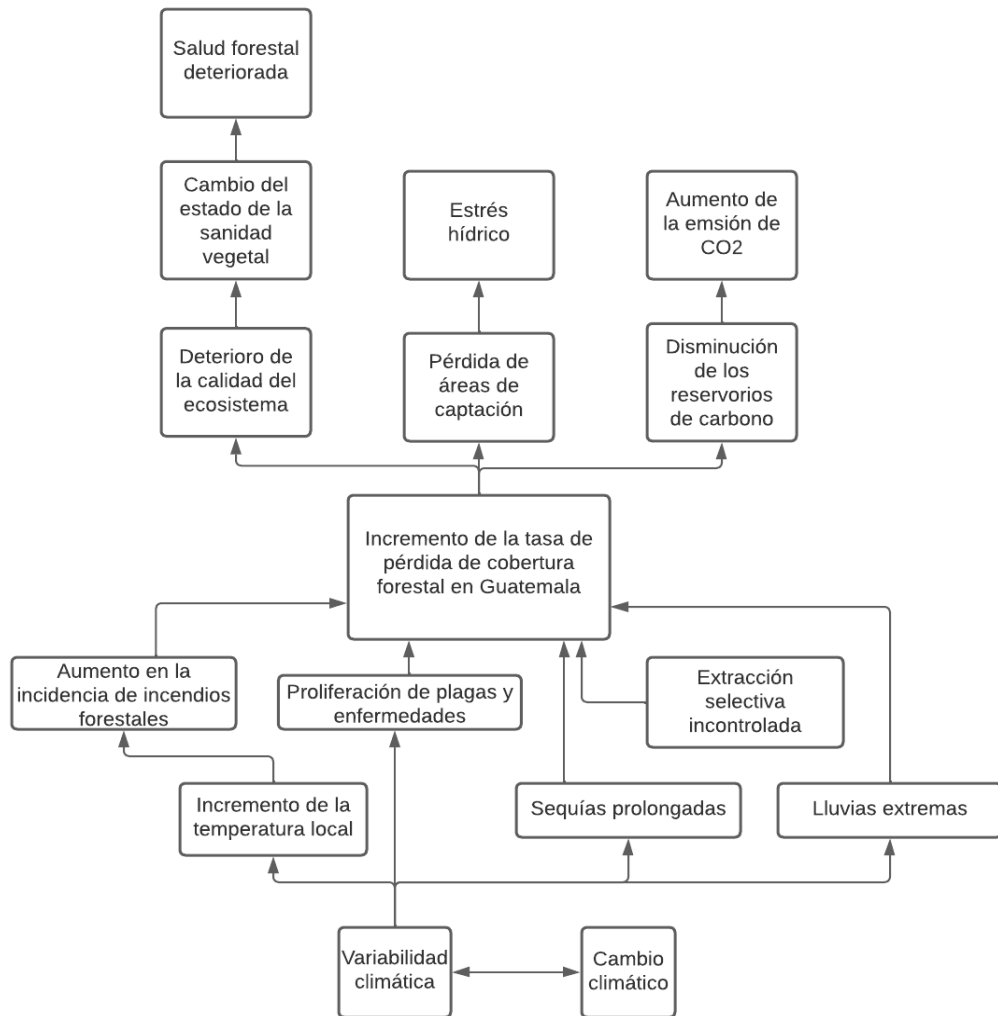 Salud forestal
deteriorada
Cambio del
estado de la
sanidad
vegetal
Estrés
hídrico
Aumento de
la emsión de
CO2
Deterioro de
la calidad del
ecosistema
Pérdida de
áreas de
captación
Disminución
de los
reservorios
de carbono
Incremento de la tasa de
pérdida de cobertura
forestal en Guatemala
Aumento en la
incidencia de incendios
forestales
Proliferación de plagas y
enfermedades
Extracción
selectiva
incontrolada
Incremento de la
temperatura local
Sequías prolongadas
Lluvias extremas
Variabilidad
climática
Cambio
climático